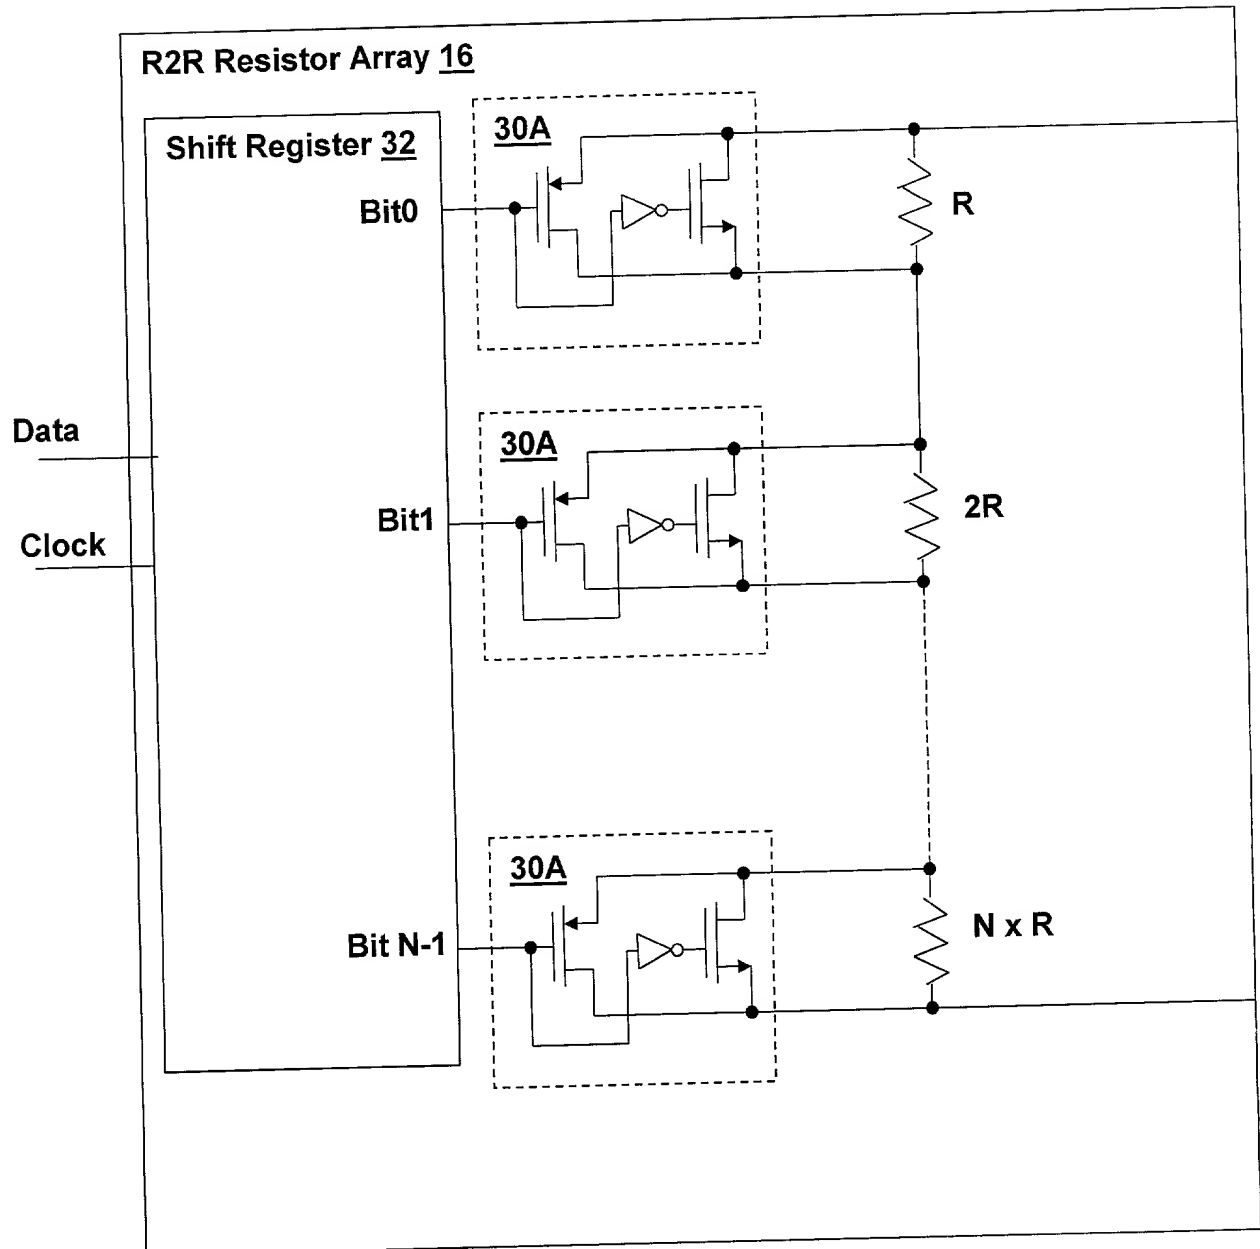 R2R Resistor Array 16
Shift Register 32
30A
Bit0
R
Data
30A
Bit1
2R
Clock
30A
Bit N-1
N x R